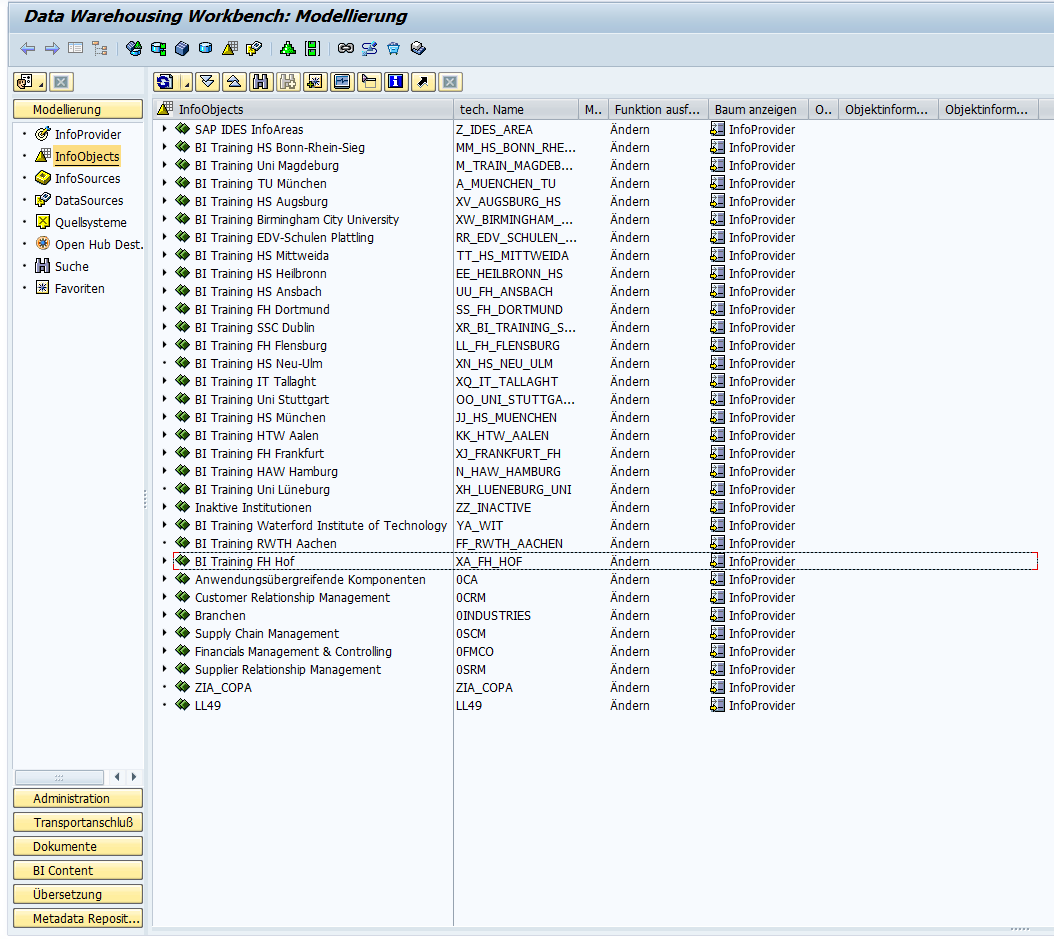 Data Warehousing Workbench: Modellierung
Modellierung
InfoProvider
InfoObjects
InfoSources
DataSources
Quellsysteme
Open Hub Dest.
Suche
Favoriten
Administration
Transportanschluß
Dokumente
BI Content
Übersetzung
Metadata Reposit...
InfoObjects tech. Name M.. Funktion ausf... Baum anzeigen O.. Objektinform... Objektinform...
SAP IDES InfoAreas Z_IDES_AREA Ändern InfoProvider
BI Training HS Bonn-Rhein-Sieg MM_HS_BONN_RHE... Ändern InfoProvider
BI Training Uni Magdeburg M_TRAIN_MAGDEB... Ändern InfoProvider
BI Training TU München A_MUENCHEN_TU Ändern InfoProvider
BI Training HS Augsburg XV_AUGSBURG_HS Ändern InfoProvider
BI Training Birmingham City University XW_BIRMINGHAM_... Ändern InfoProvider
BI Training EDV-Schulen Plattling RR_EDV_SCHULEN_... Ändern InfoProvider
BI Training HS Mittweida TT_HS_MITTWEIDA Ändern InfoProvider
BI Training HS Heilbronn EE_HEILBRONN_HS Ändern InfoProvider
BI Training HS Ansbach UU_FH_ANSBACH Ändern InfoProvider
BI Training FH Dortmund SS_FH_DORTMUND Ändern InfoProvider
BI Training SSC Dublin XR_BI_TRAINING_S... Ändern InfoProvider
BI Training FH Flensburg LL_FH_FLENSBURG Ändern InfoProvider
BI Training HS Neu-Ulm XN_HS_NEU_ULM Ändern InfoProvider
BI Training IT Tallaght XQ_IT_TALLAGHT Ändern InfoProvider
BI Training Uni Stuttgart OO_UNI_STUTTGA... Ändern InfoProvider
BI Training HS München JJ_HS_MUENCHEN Ändern InfoProvider
BI Training HTW Aalen KK_HTW_AALEN Ändern InfoProvider
BI Training FH Frankfurt XJ_FRANKFURT_FH Ändern InfoProvider
BI Training HAW Hamburg N_HAW_HAMBURG Ändern InfoProvider
BI Training Uni Lüneburg XH_LUENEBURG_UNI Ändern InfoProvider
Inaktive Institutionen ZZ_INACTIVE Ändern InfoProvider
BI Training Waterford Institute of Technology YA_WIT Ändern InfoProvider
BI Training RWTH Aachen FF_RWTH_AACHEN Ändern InfoProvider
BI Training FH Hof XA_FH_HOF Ändern InfoProvider
Anwendungsübergreifende Komponenten 0CA Ändern InfoProvider
Customer Relationship Management 0CRM Ändern InfoProvider
Branchen 0INDUSTRIES Ändern InfoProvider
Supply Chain Management 0SCM Ändern InfoProvider
Financials Management & Controlling 0FMCO Ändern InfoProvider
Supplier Relationship Management 0SRM Ändern InfoProvider
ZIA_COPA ZIA_COPA Ändern InfoProvider
LL49 LL49 Ändern InfoProvider